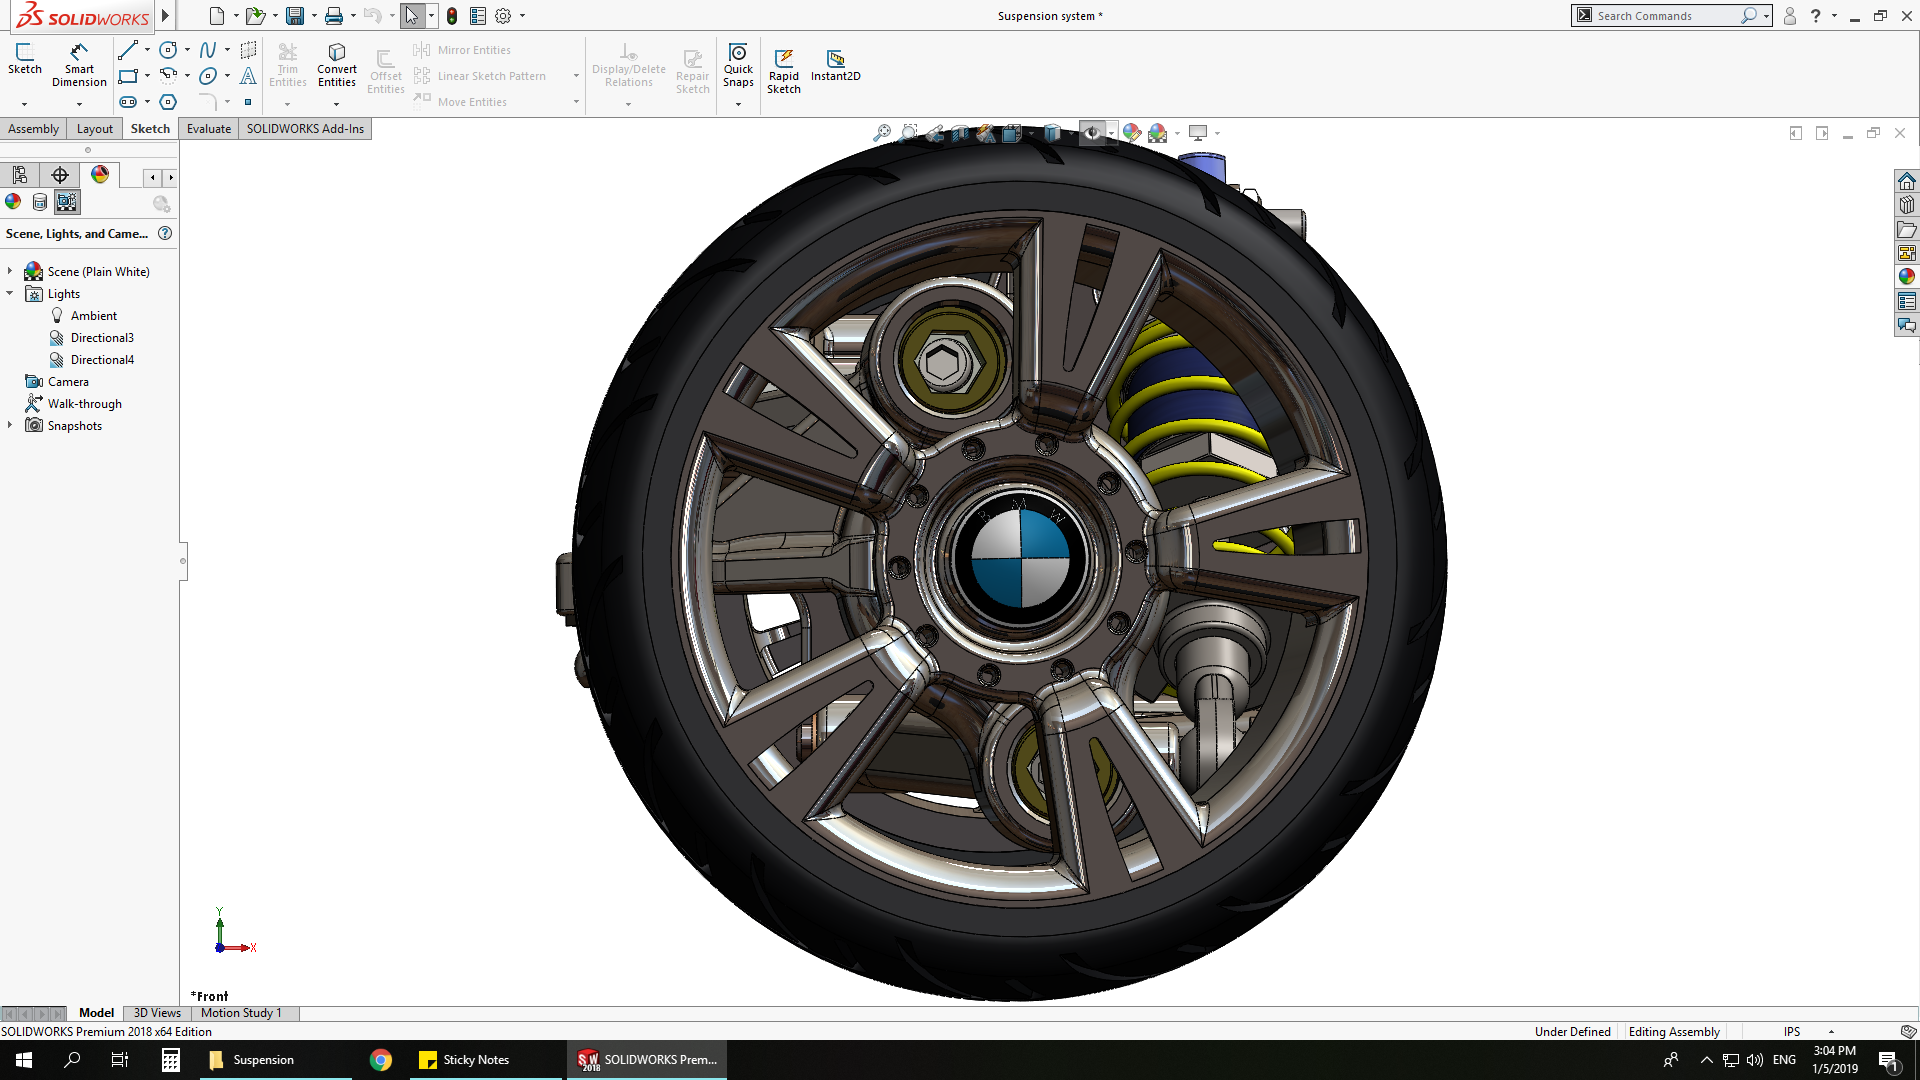 SOLIDWORKS
Suspension system *
Search Commands
?
Sketch
Smart
Dimension
Trim
Entities
Convert
Entities
Offset
Entities
Mirror Entities
Linear Sketch Pattern
Move Entities
Display/Delete
Relations
Repair
Sketch
Quick
Snaps
Rapid
Sketch
Instant2D
Assembly
Layout
Sketch
Evaluate
SOLIDWORKS Add-Ins
Scene, Lights, and Came...
?
Scene (Plain White)
Lights
Ambient
Directional3
Directional4
Camera
Walk-through
Snapshots
B M W
Y
X
*Front
Model
3D Views
Motion Study 1
SOLIDWORKS Premium 2018 x64 Edition
Under Defined
Editing Assembly
IPS
Suspension
Sticky Notes
SW
2018
SOLIDWORKS Prem...
ENG
3:04 PM
1/5/2019
1